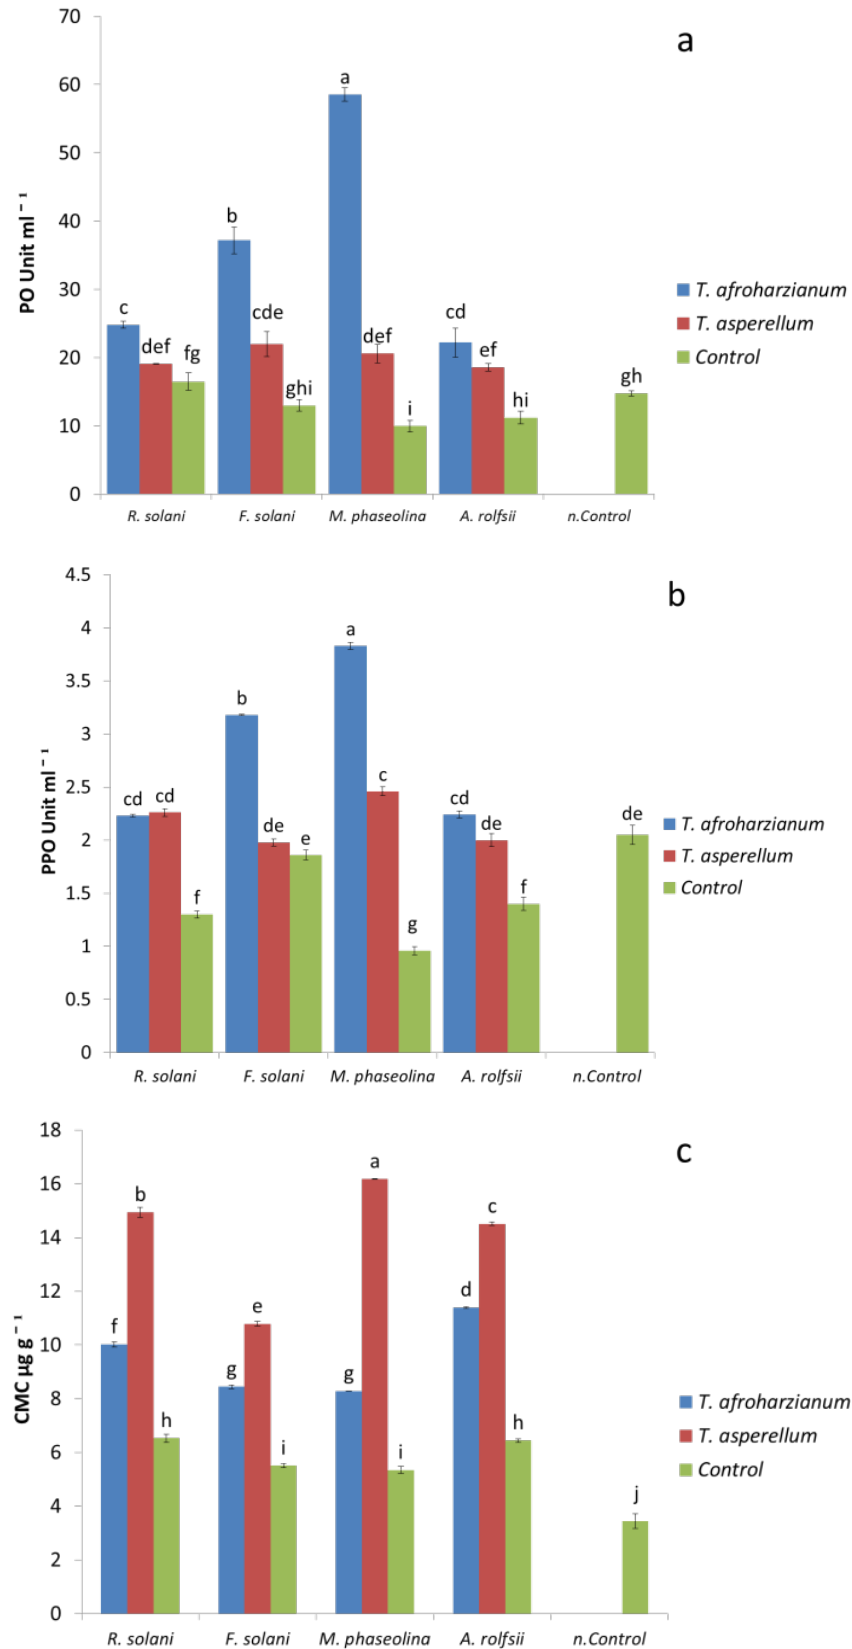 a
PO Unit ml ⁻ ¹
70
60
50
40
30
20
10
0
c
def
fg
b
cde
ghi
a
def
i
cd
ef
hi
gh
R. solani
F. solani
M. phaseolina
A. rolfsii
n.Control
T. afroharzianum
T. asperellum
Control
b
PPO Unit ml ⁻ ¹
4.5
4
3.5
3
2.5
2
1.5
1
0.5
0
cd
cd
f
b
de
e
a
c
g
cd
de
f
de
R. solani
F. solani
M. phaseolina
A. rolfsii
n.Control
T. afroharzianum
T. asperellum
Control
c
CMC µg g ⁻ ¹
18
16
14
12
10
8
6
4
2
0
f
b
h
g
e
i
g
a
i
d
c
h
j
R. solani
F. solani
M. phaseolina
A. rolfsii
n.Control
T. afroharzianum
T. asperellum
Control